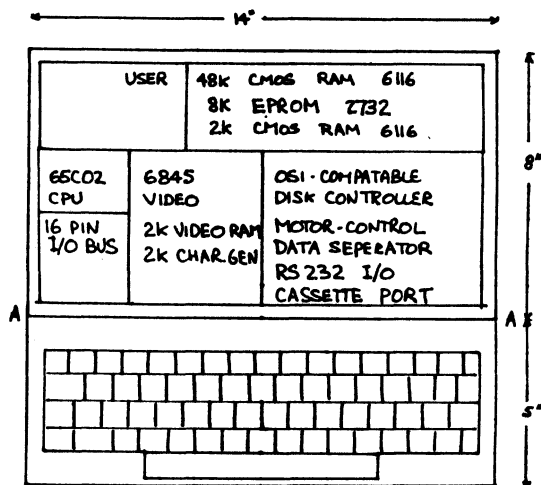 14"
USER
48K CMOS RAM 6116
8K EPROM 2732
2K CMOS RAM 6116
8"
65C02
CPU
16 PIN
I/O BUS
6845
VIDEO
2K VIDEO RAM
2K CHAR.GEN
OSI-COMPATABLE
DISK CONTROLLER
MOTOR-CONTROL
DATA SEPERATOR
RS 232 I/O
CASSETTE PORT
A
A
5"